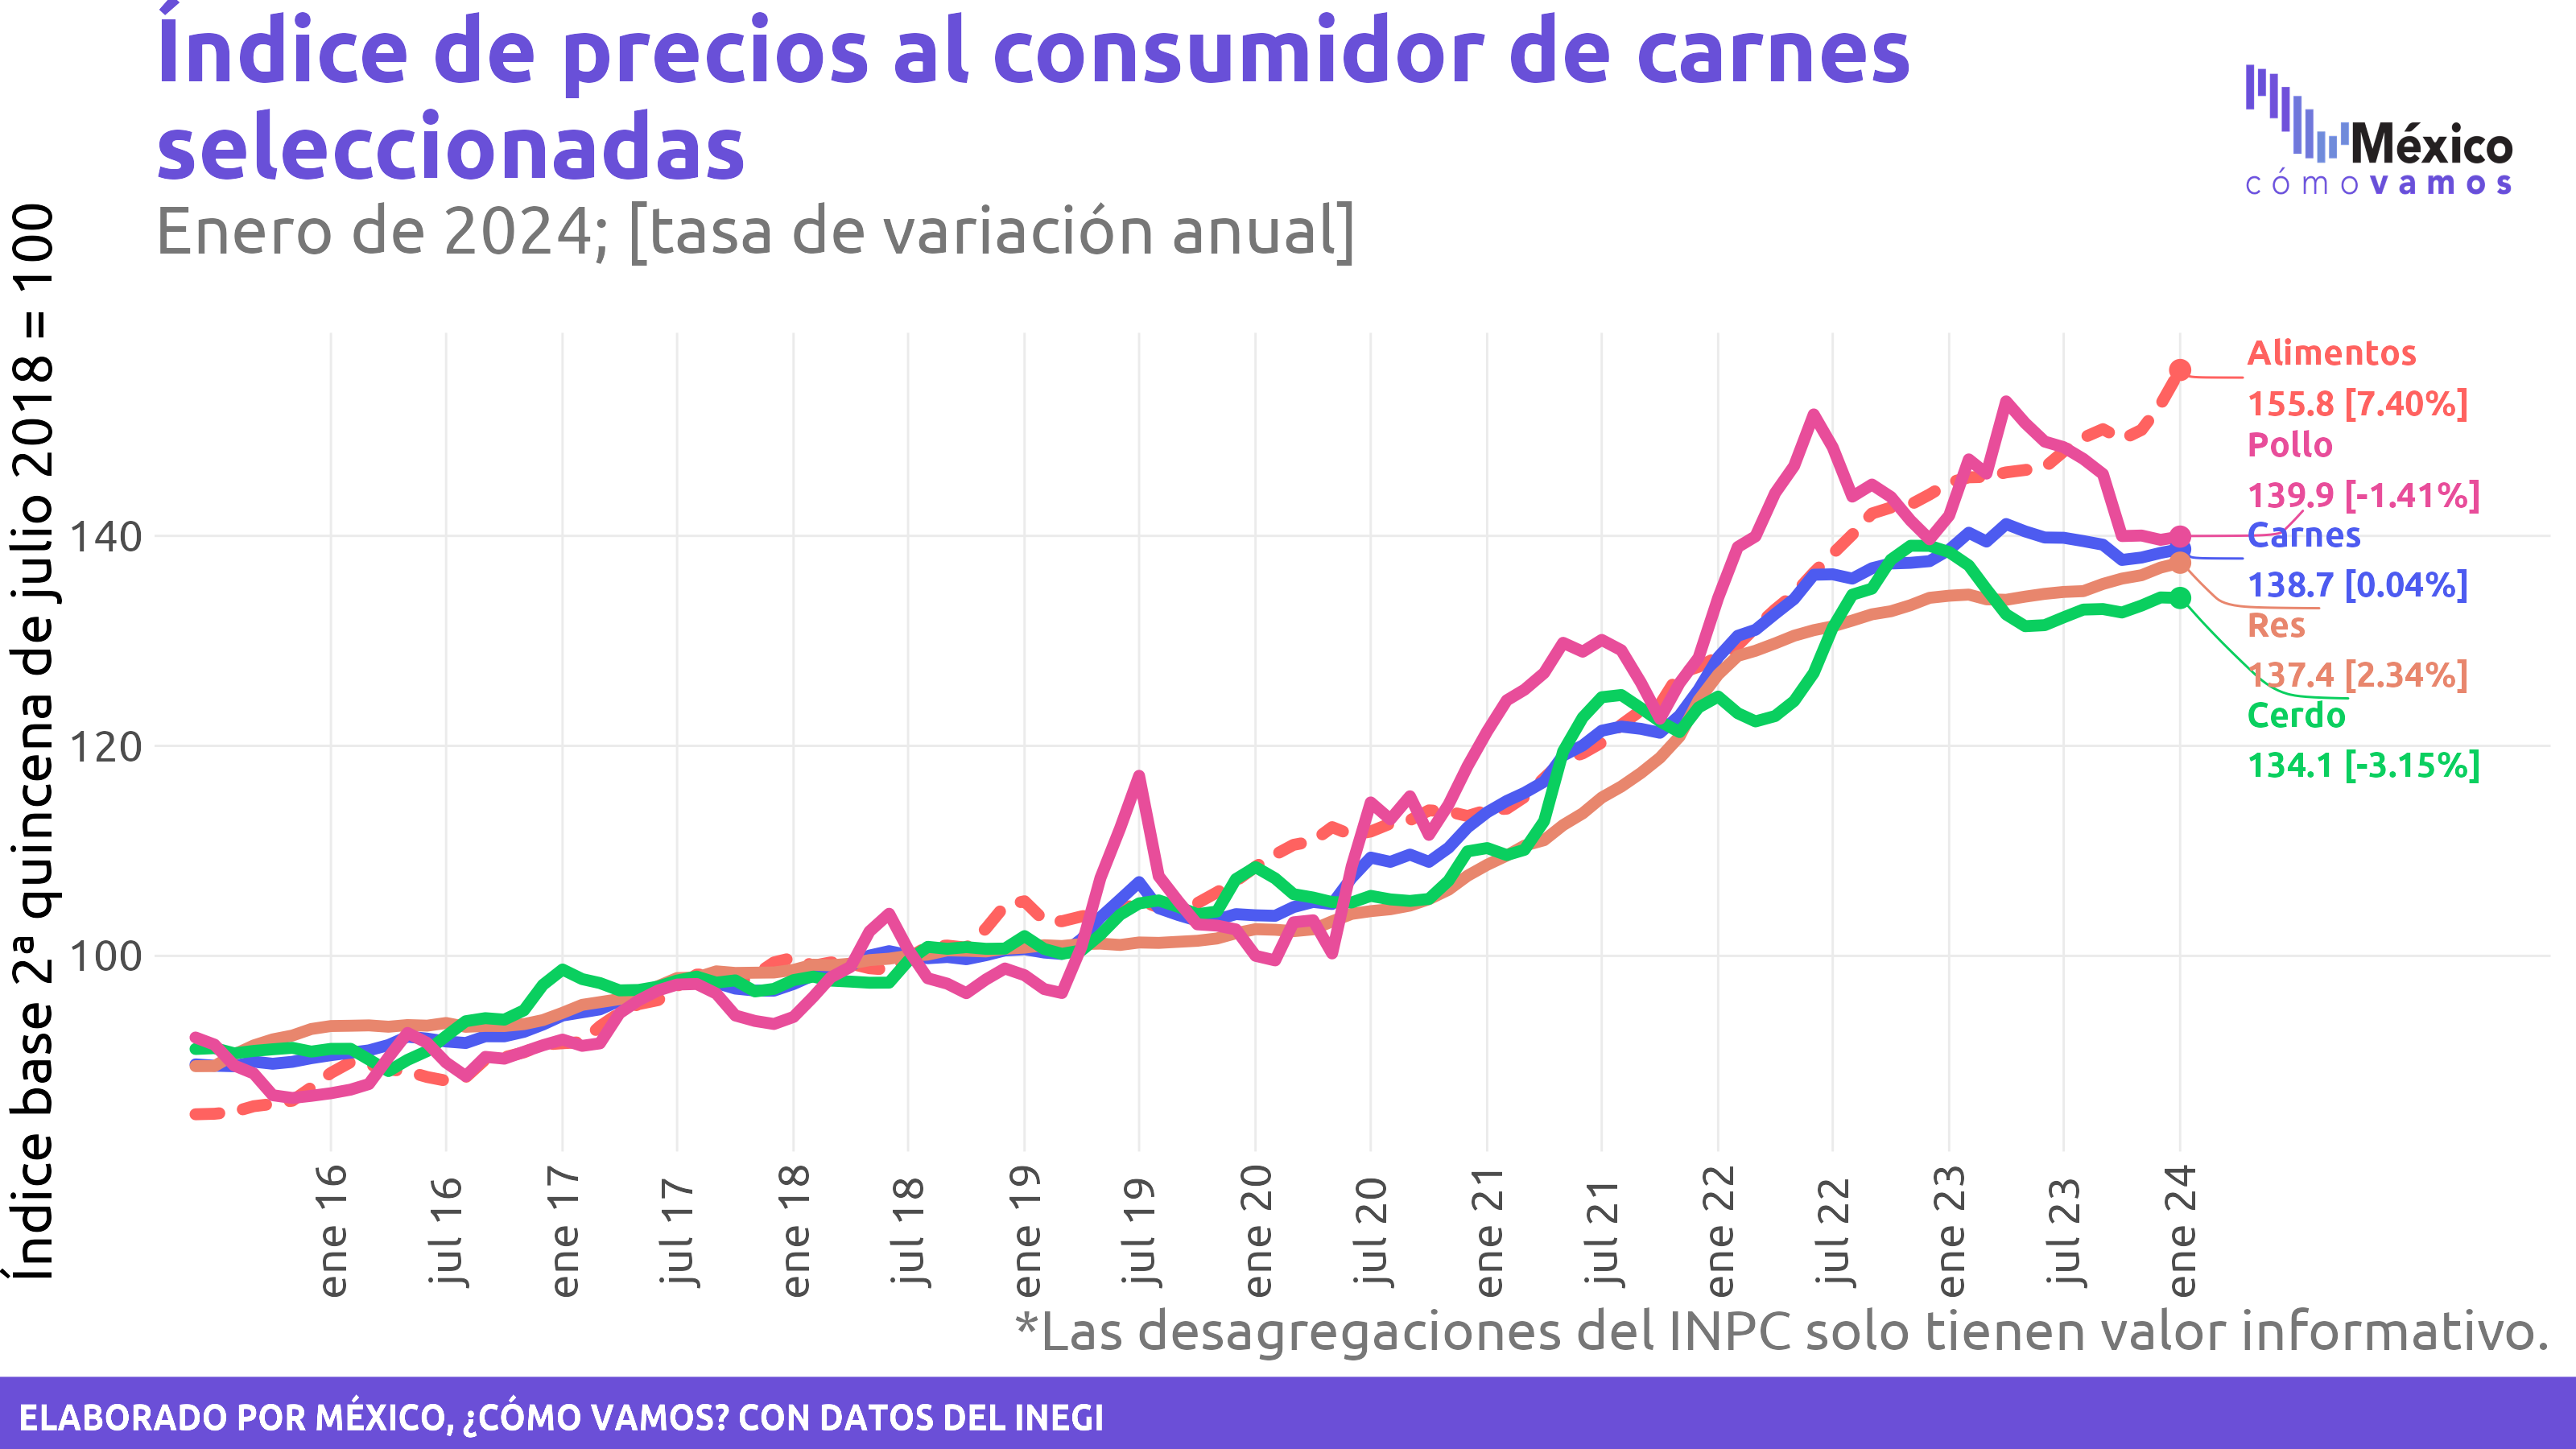 Índice de precios al consumidor de carnes
seleccionadas
Enero de 2024; [tasa de variación anual]
México
cómo vamos
Índice base 2ª quincena de julio 2018 = 100
140
120
100
Alimentos
155.8 [7.40%]
Pollo
139.9 [-1.41%]
Carnes
138.7 [0.04%]
Res
137.4 [2.34%]
Cerdo
134.1 [-3.15%]
ene 16
jul 16
ene 17
jul 17
ene 18
jul 18
ene 19
jul 19
ene 20
jul 20
ene 21
jul 21
ene 22
jul 22
ene 23
jul 23
ene 24
*Las desagregaciones del INPC solo tienen valor informativo.
ELABORADO POR MÉXICO, ¿CÓMO VAMOS? CON DATOS DEL INEGI